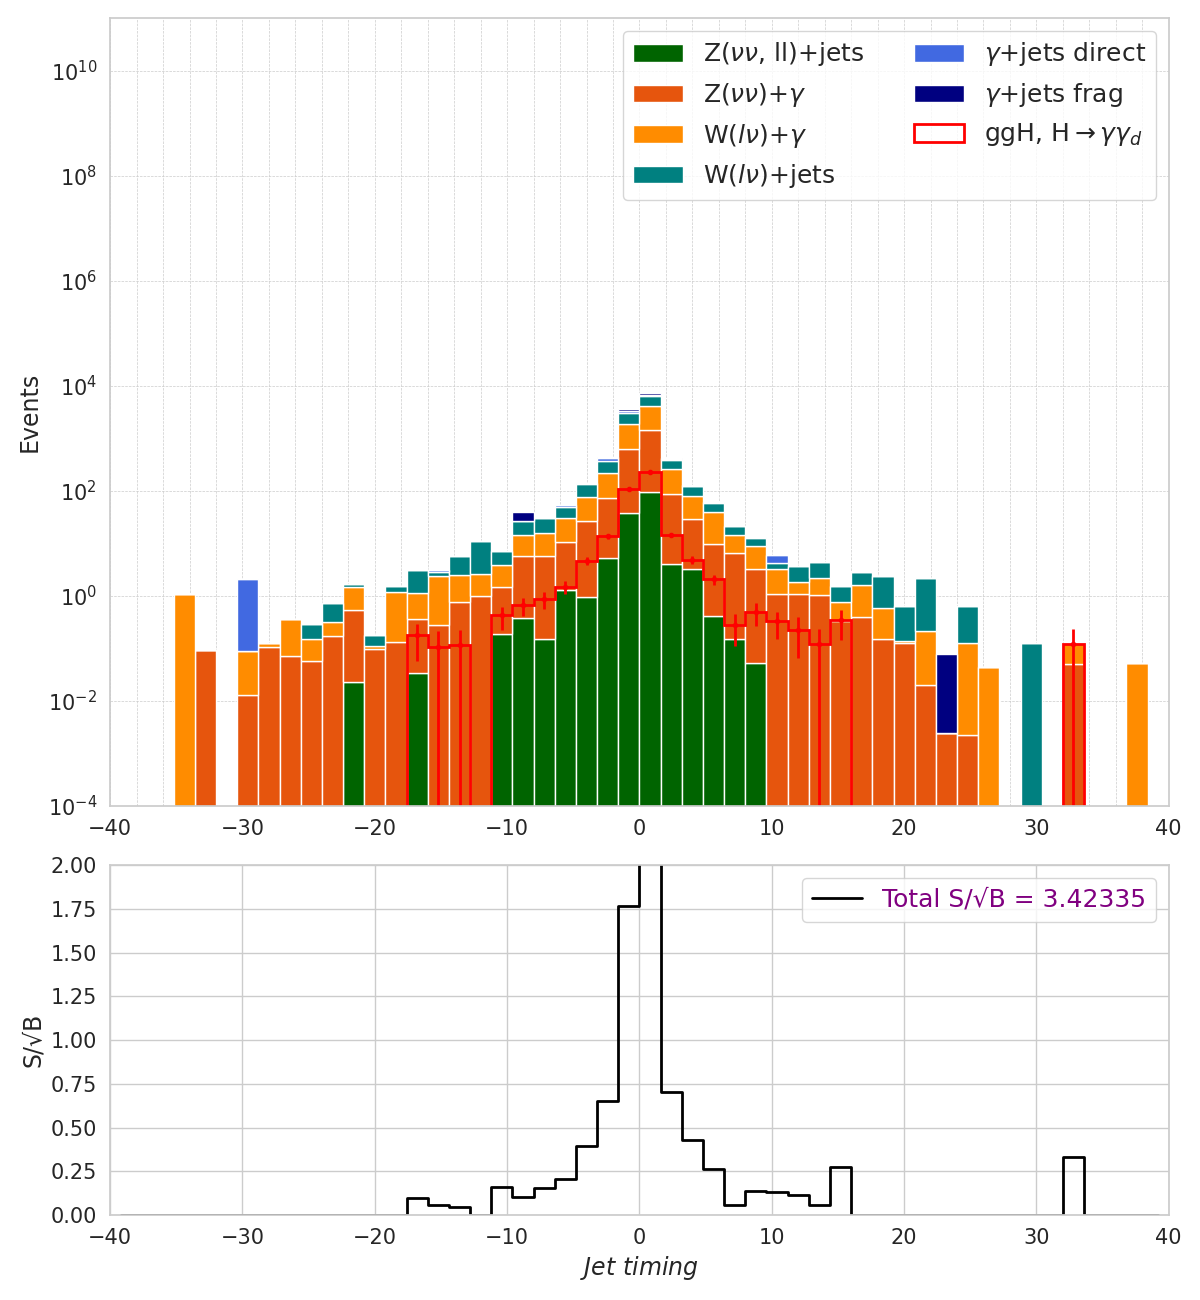 Z(νν, ll)+jets
Z(νν)+γ
W(lν)+γ
W(lν)+jets
γ+jets direct
γ+jets frag
ggH, H→γγ_d
Events
10^10
10^8
10^6
10^4
10^2
10^0
10^−2
10^−4
−40 −30 −20 −10 0 10 20 30 40
Total S/√B = 3.42335
S/√B
2.00
1.75
1.50
1.25
1.00
0.75
0.50
0.25
0.00
−40 −30 −20 −10 0 10 20 30 40
Jet timing